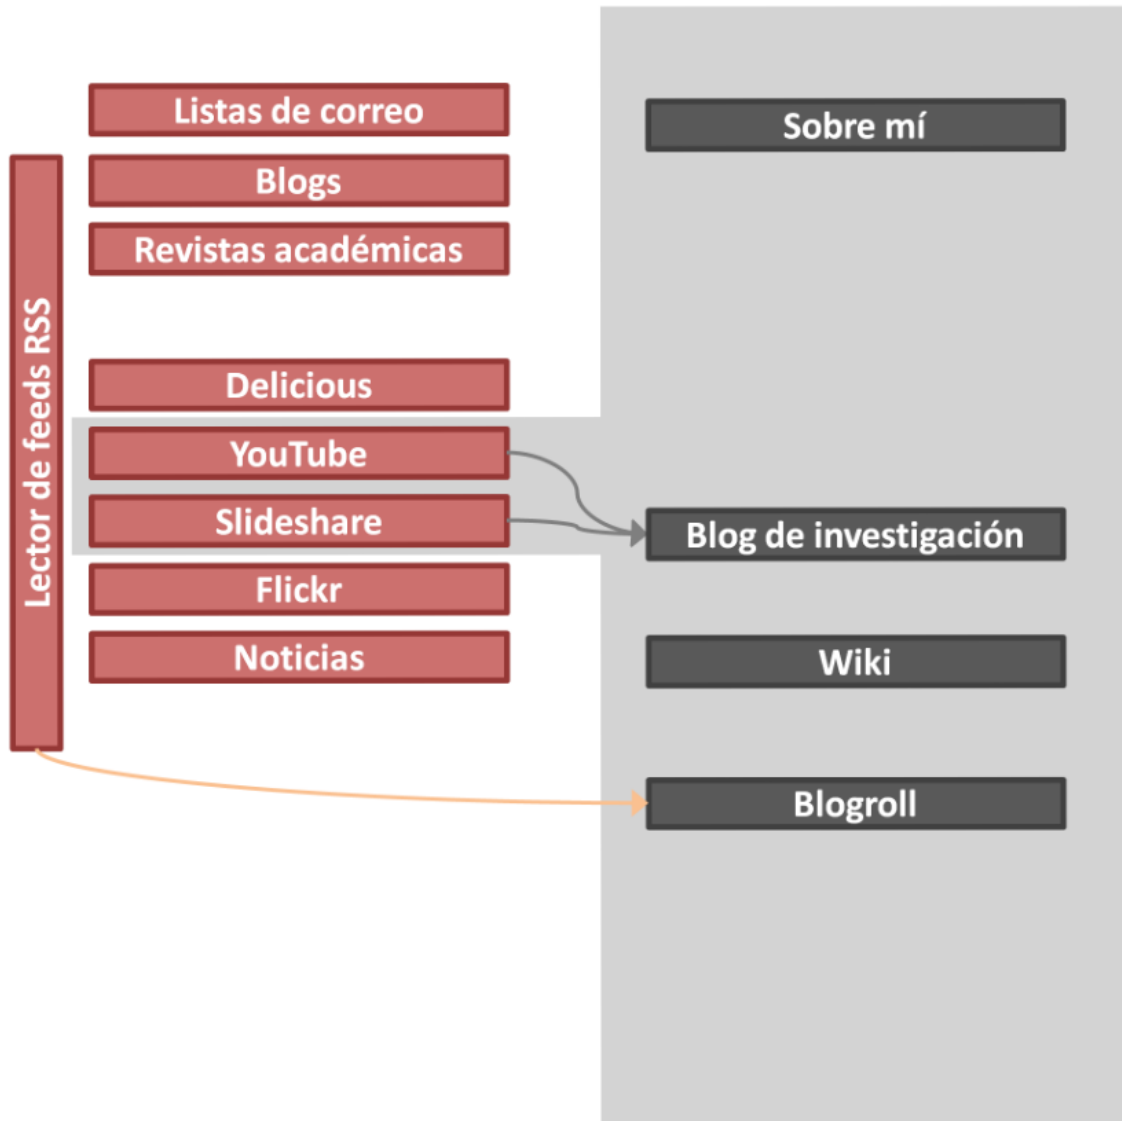 Listas de correo
Sobre mí
Blogs
Revistas académicas
Lector de feeds RSS
Delicious
YouTube
Slideshare
Blog de investigación
Flickr
Noticias
Wiki
Blogroll